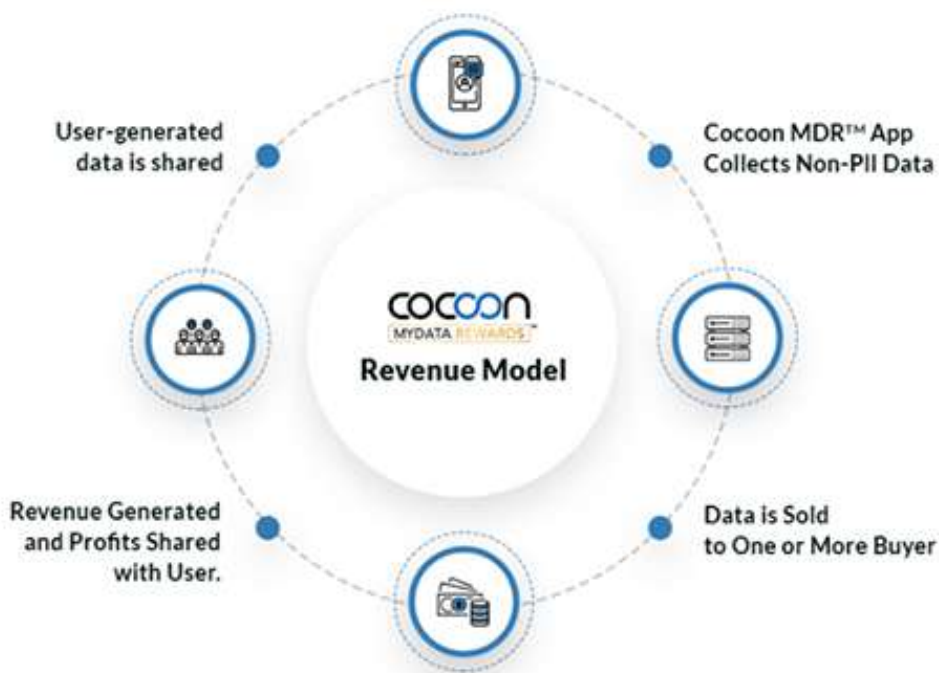 User-generated
data is shared
Cocoon MDR™ App
Collects Non-PII Data
cocoon
MYDATA REWARDS™
Revenue Model
Revenue Generated
and Profits Shared
with User.
Data is Sold
to One or More Buyer